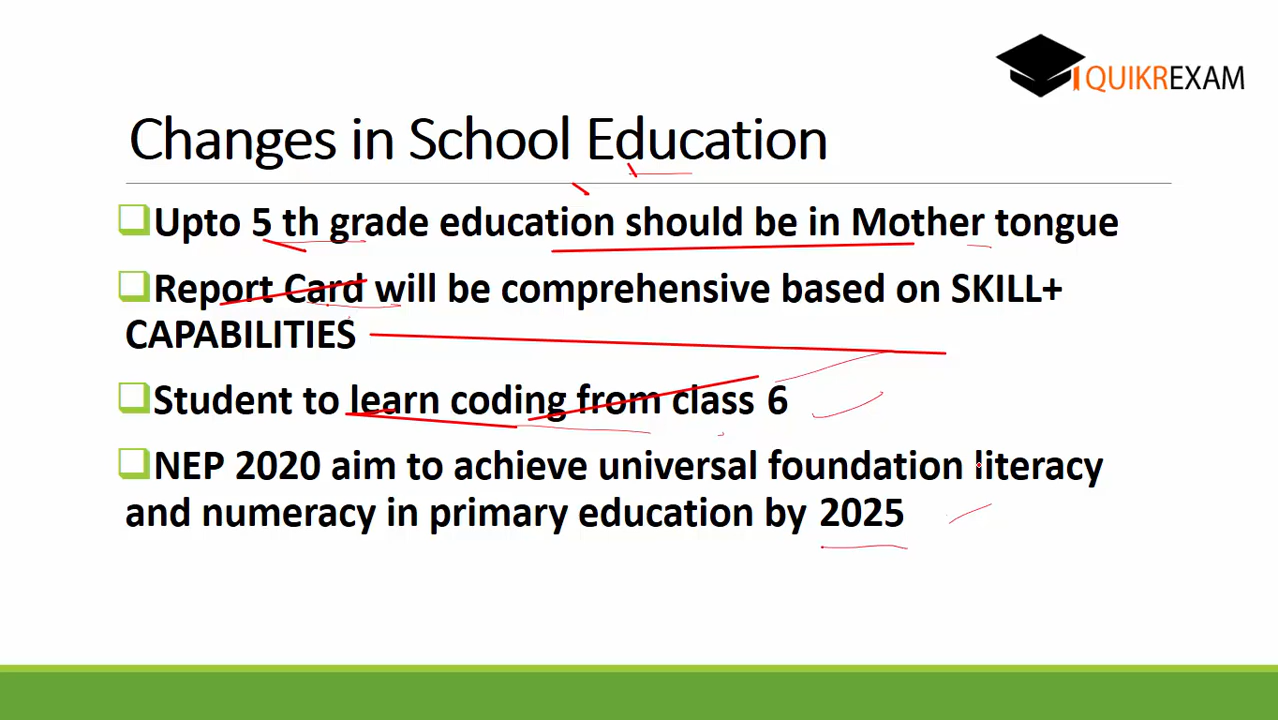 QUIKREXAM
Changes in School Education
Upto 5 th grade education should be in Mother tongue
Report Card will be comprehensive based on SKILL+
CAPABILITIES
Student to learn coding from class 6
NEP 2020 aim to achieve universal foundation literacy
and numeracy in primary education by 2025